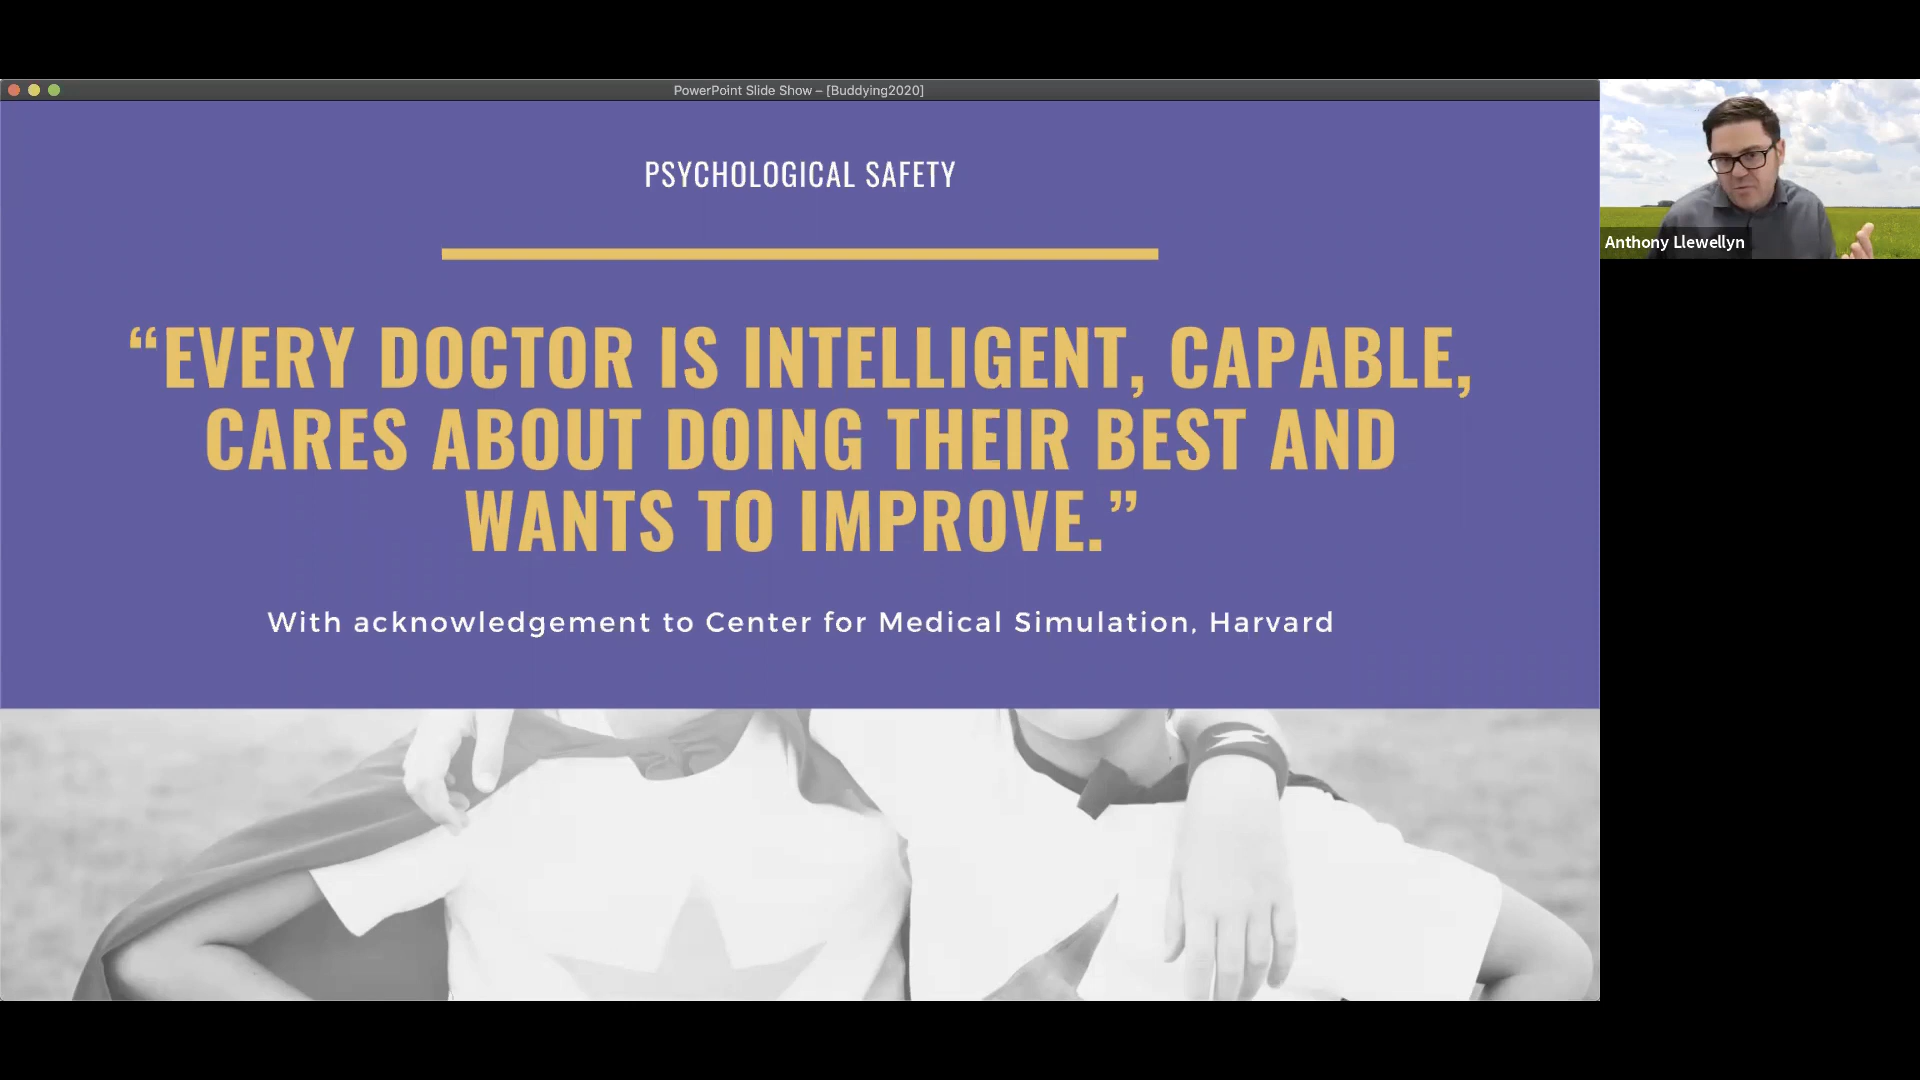 PowerPoint Slide Show – [Buddying2020]
PSYCHOLOGICAL SAFETY
“EVERY DOCTOR IS INTELLIGENT, CAPABLE,
CARES ABOUT DOING THEIR BEST AND
WANTS TO IMPROVE.”
With acknowledgement to Center for Medical Simulation, Harvard
Anthony Llewellyn